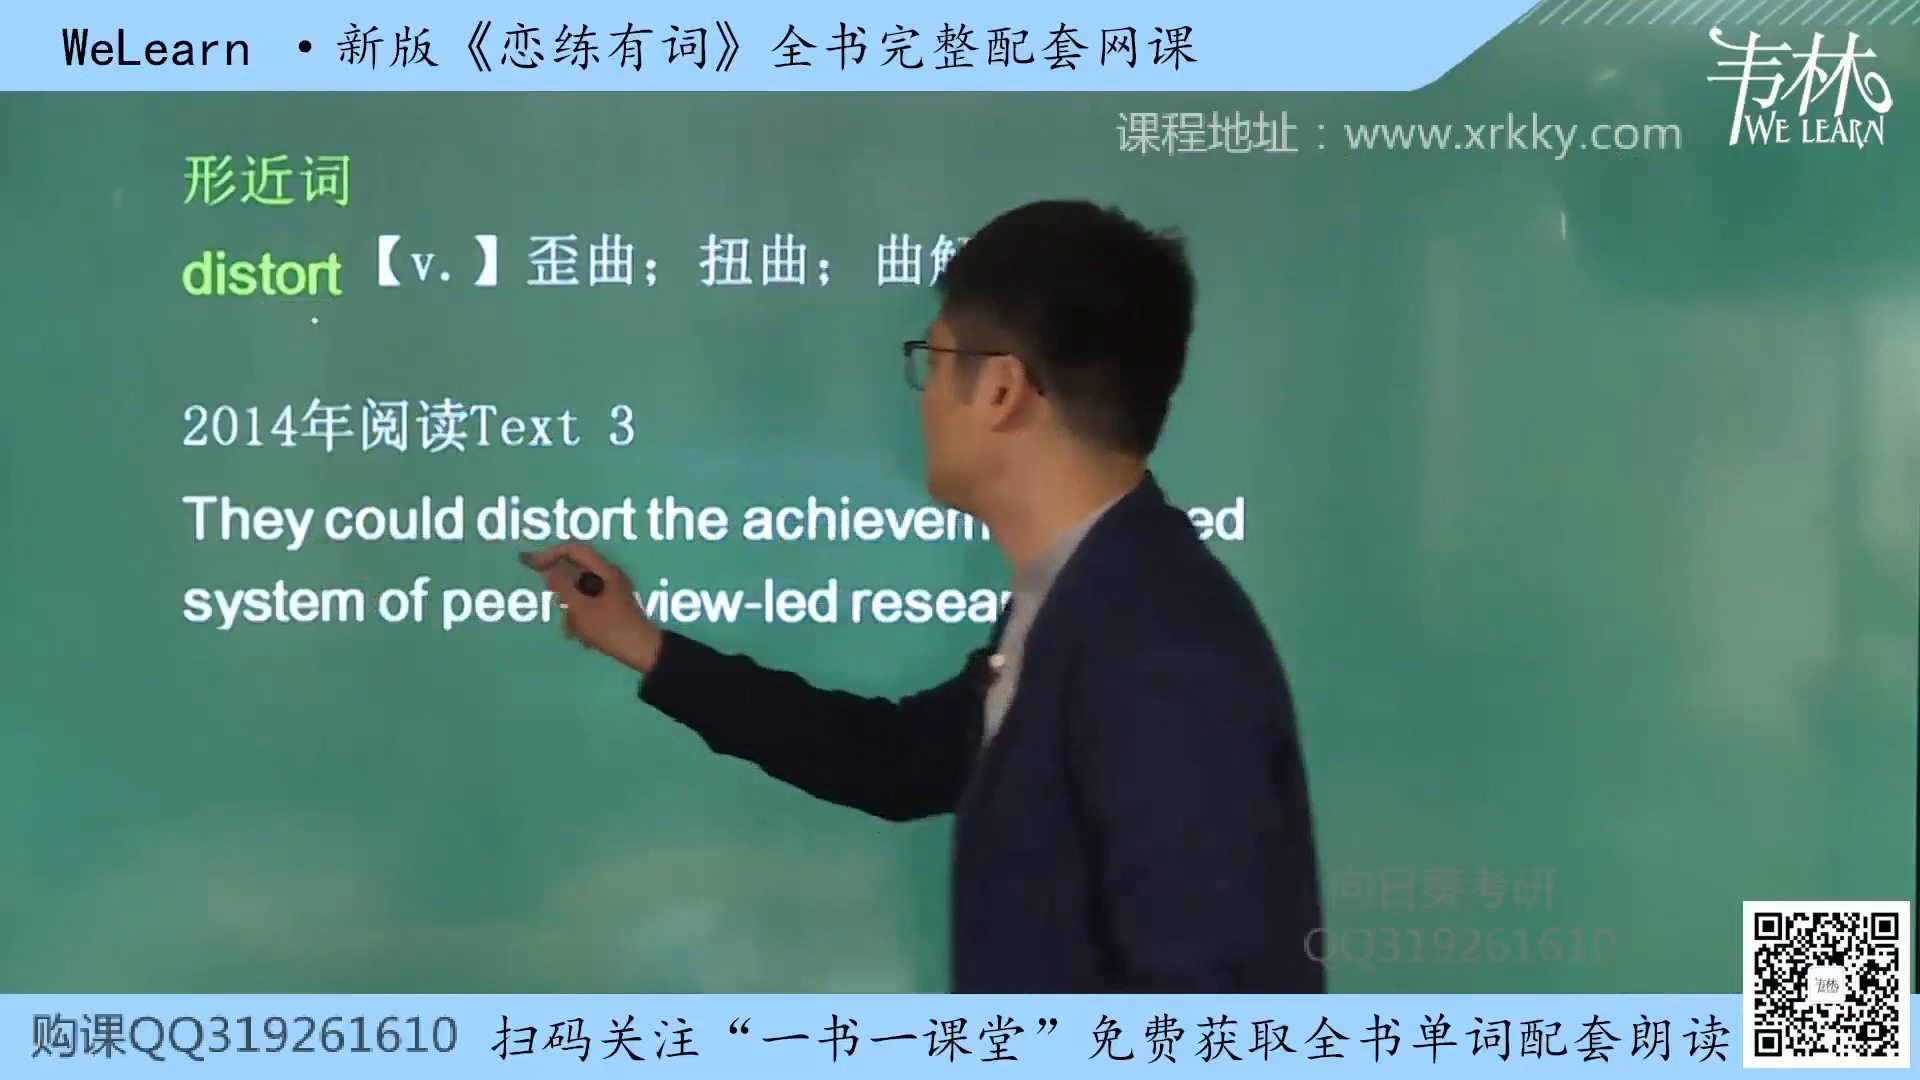 WeLearn ·新版《恋练有词》全书完整配套网课
韦林
WE LEARN
课程地址：www.xrkky.com
形近词
distort【v.】歪曲；扭曲；曲
2014年阅读Text 3
They could distort the
system of view-led
向日葵考研
QQ319261610
购课QQ319261610
扫码关注“一书一课堂”免费获取全书单词配套朗读
韦林